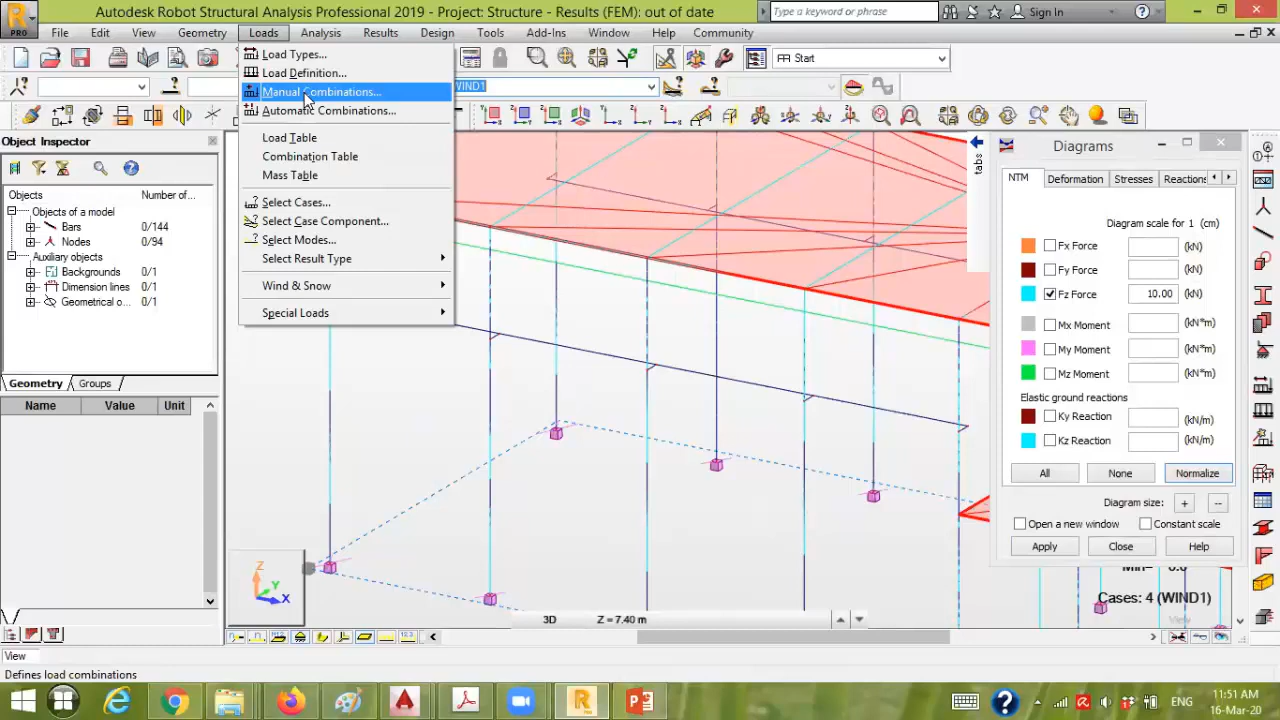 PRO
Autodesk Robot Structural Analysis Professional 2019 - Project: Structure - Results (FEM): out of date
Type a keyword or phrase
Sign In
File
Edit
View
Geometry
Loads
Analysis
Results
Design
Tools
Add-Ins
Window
Help
Community
Start
WIND1
Load Types...
Load Definition...
Manual Combinations...
Automatic Combinations...
Load Table
Combination Table
Mass Table
Select Cases...
Select Case Component...
Select Modes...
Select Result Type
Wind & Snow
Special Loads
Object Inspector
Objects
Number of...
Objects of a model
Bars
0/144
Nodes
0/94
Auxiliary objects
Backgrounds
0/1
Dimension lines
0/1
Geometrical o...
0/1
Geometry
Groups
Name
Value
Unit
tabs
Diagrams
NTM
Deformation
Stresses
Reactions
Diagram scale for 1 (cm)
Fx Force
(kN)
Fy Force
(kN)
Fz Force
10.00
(kN)
Mx Moment
(kN*m)
My Moment
(kN*m)
Mz Moment
(kN*m)
Elastic ground reactions
Ky Reaction
(kN/m)
Kz Reaction
(kN/m)
All
None
Normalize
Diagram size:
+
--
Open a new window
Constant scale
Apply
Close
Help
Cases: 4 (WIND1)
Z
Y
X
3D
Z = 7.40 m
View
View
Defines load combinations
ENG
11:51 AM
16-Mar-20